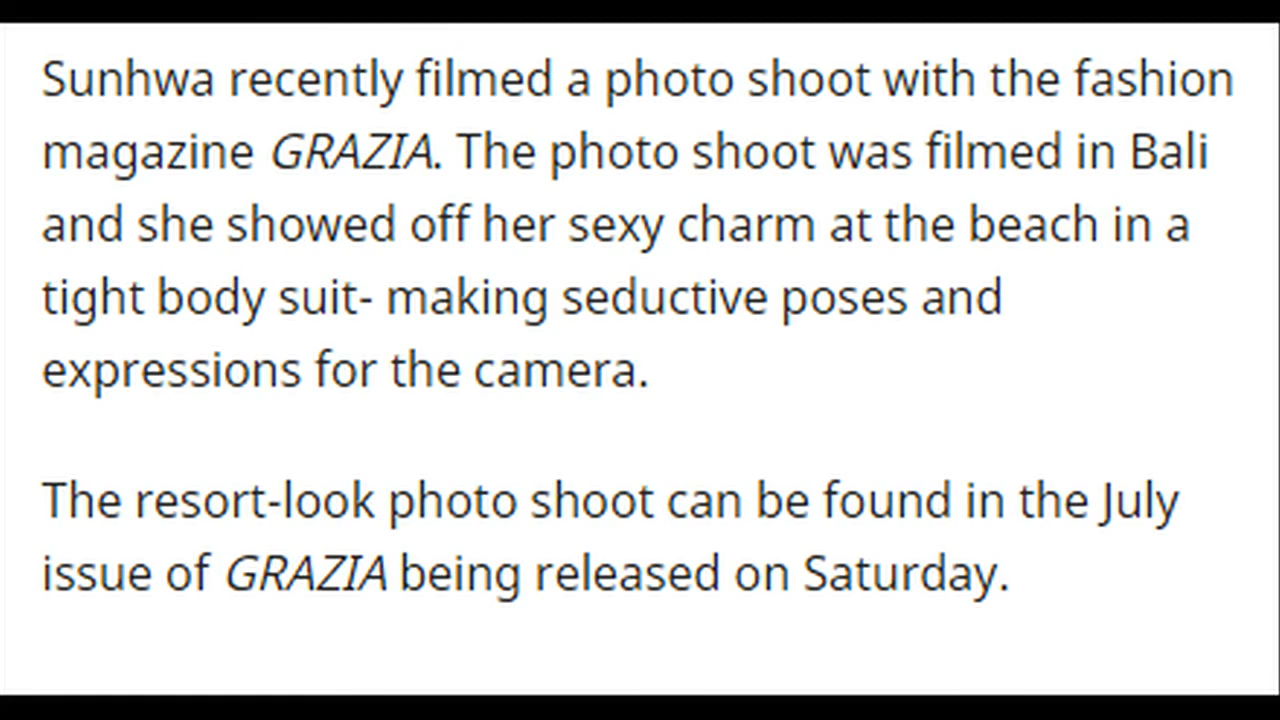 Sunhwa recently filmed a photo shoot with the fashion
magazine GRAZIA. The photo shoot was filmed in Bali
and she showed off her sexy charm at the beach in a
tight body suit- making seductive poses and
expressions for the camera.
The resort-look photo shoot can be found in the July
issue of GRAZIA being released on Saturday.